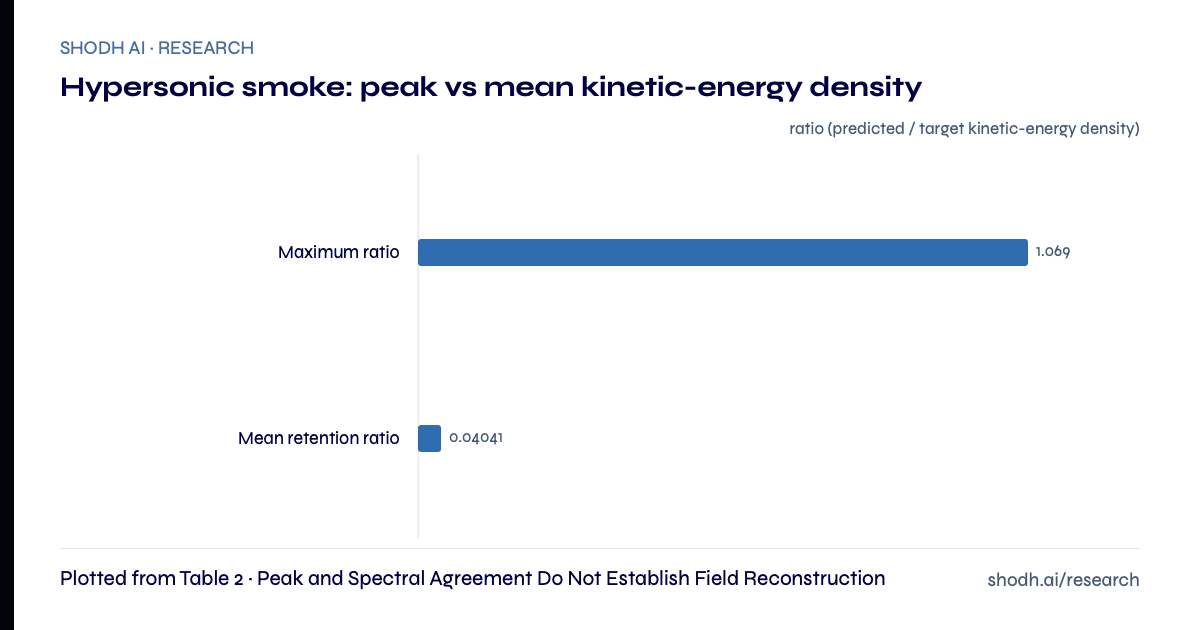 SHODH AI · RESEARCH
Hypersonic smoke: peak vs mean kinetic-energy density
ratio (predicted / target kinetic-energy density)
Maximum ratio 1.069
Mean retention ratio 0.04041
Plotted from Table 2 · Peak and Spectral Agreement Do Not Establish Field Reconstruction shodh.ai/research